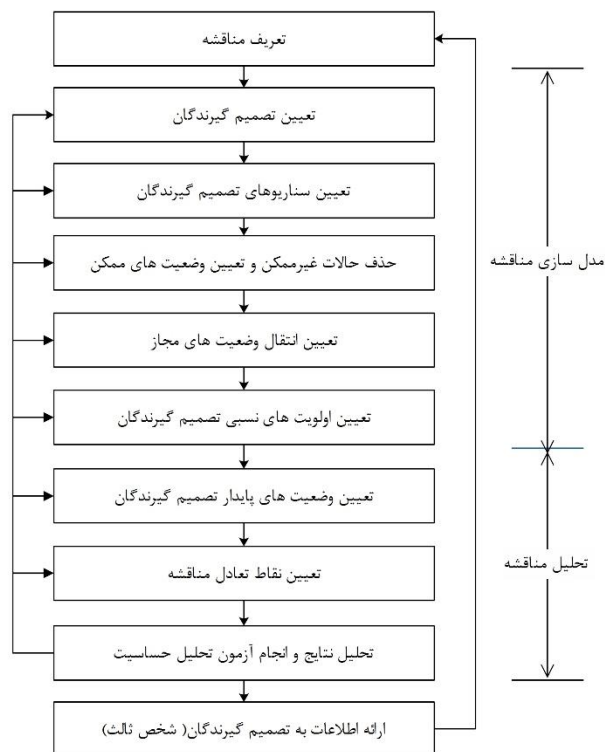 تعریف مناقشه
تعیین تصمیم گیرندگان
تعیین سناریوهای تصمیم گیرندگان
حذف حالات غیرممکن و تعیین وضعیت های ممکن
تعیین انتقال وضعیت های مجاز
تعیین اولویت های نسبی تصمیم گیرندگان
تعیین وضعیت های پایدار تصمیم گیرندگان
تعیین نقاط تعادل مناقشه
تحلیل نتایج و انجام آزمون تحلیل حساسیت
ارائه اطلاعات به تصمیم گیرندگان( شخص ثالث)
مدل سازی مناقشه
تحلیل مناقشه